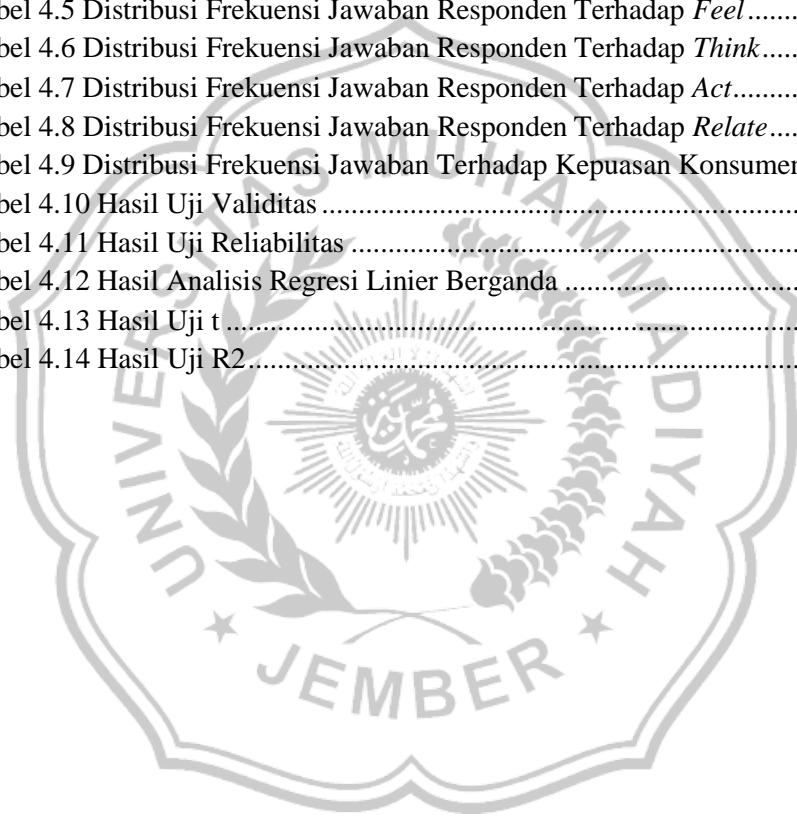 bel 4.5 Distribusi Frekuensi Jawaban Responden Terhadap Feel.......
bel 4.6 Distribusi Frekuensi Jawaban Responden Terhadap Think.....
bel 4.7 Distribusi Frekuensi Jawaban Responden Terhadap Act.........
bel 4.8 Distribusi Frekuensi Jawaban Responden Terhadap Relate....
bel 4.9 Distribusi Frekuensi Jawaban Terhadap Kepuasan Konsumen
bel 4.10 Hasil Uji Validitas .................................................................
bel 4.11 Hasil Uji Reliabilitas .............................................................
bel 4.12 Hasil Analisis Regresi Linier Berganda ................................
bel 4.13 Hasil Uji t ..............................................................................
bel 4.14 Hasil Uji R2...........................................................................
UNIVERSITAS MUHAMMADIYAH
JEMBER